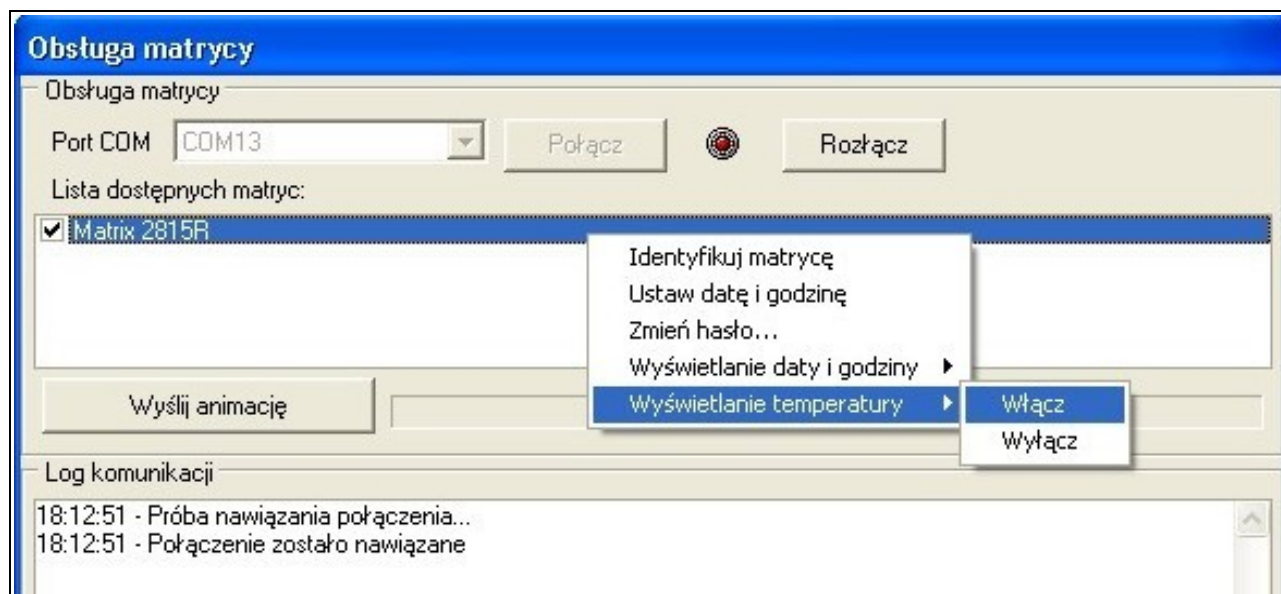 Obsługa matrycy
Obsługa matrycy
Port COM COM13 Połącz Rozłącz
Lista dostępnych matryc:
Matrix 2815R
Identyfikuj matrycę
Ustaw datę i godzinę
Zmień hasło...
Wyświetlanie daty i godziny
Wyświetlanie temperatury Włącz
Wyłącz
Wyślij animację
Log komunikacji
18:12:51 - Próba nawiązania połączenia...
18:12:51 - Połączenie zostało nawiązane